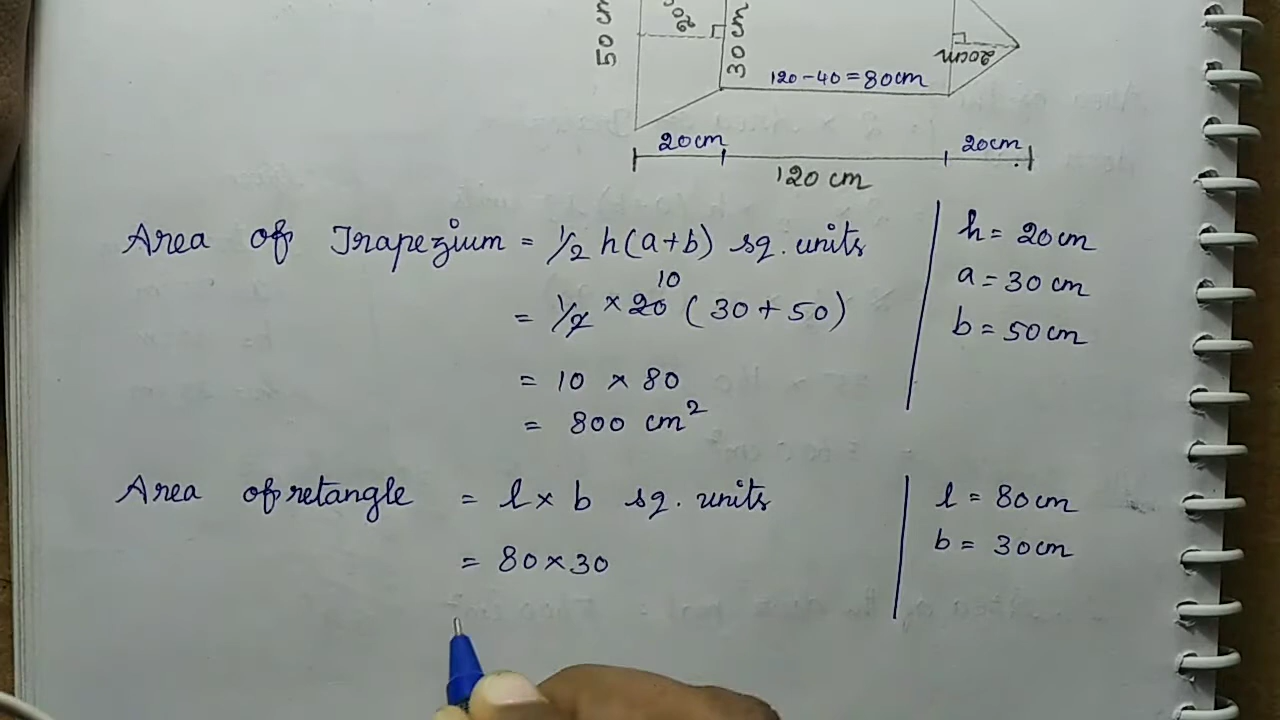 50 cm
20
30 cm
20cm
120-40=80cm
20cm
20cm
120 cm
Area of Trapezium = 1/2 h(a+b) sq. units
h= 20cm
10
a=30 cm
= 1/2 × 20 (30+50)
b=50cm
= 10 × 80
= 800 cm²
Area of retangle = l× b sq. units
l = 80cm
= 80×30
b = 30cm